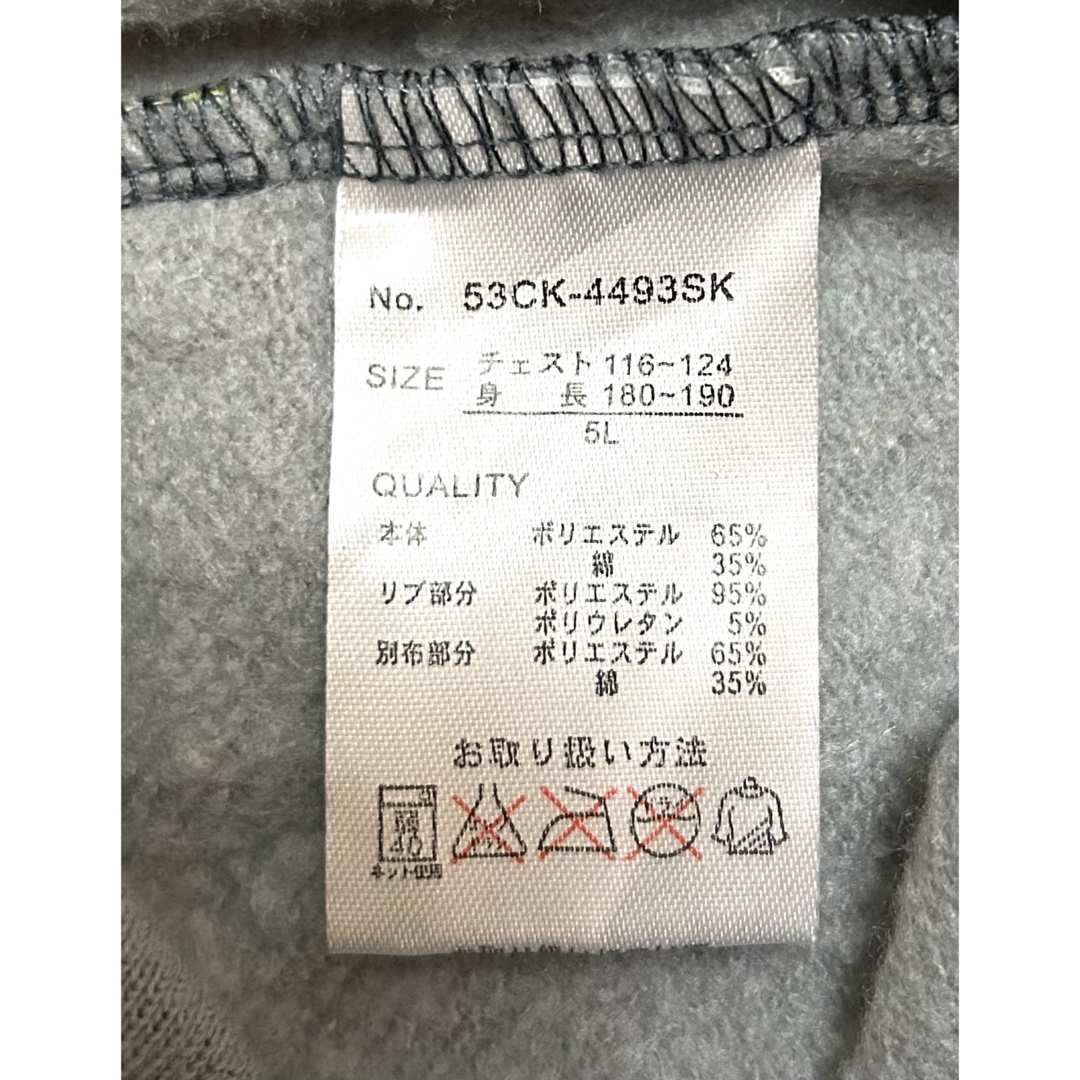 No. 53CK-4493SK
SIZE チェスト 116~124
身 長 180~190
5L
QUALITY
本体 ポリエステル 65%
綿 35%
リブ部分 ポリエステル 95%
ポリウレタン 5%
別布部分 ポリエステル 65%
綿 35%
お取り扱い方法
弱
40
ネット使用